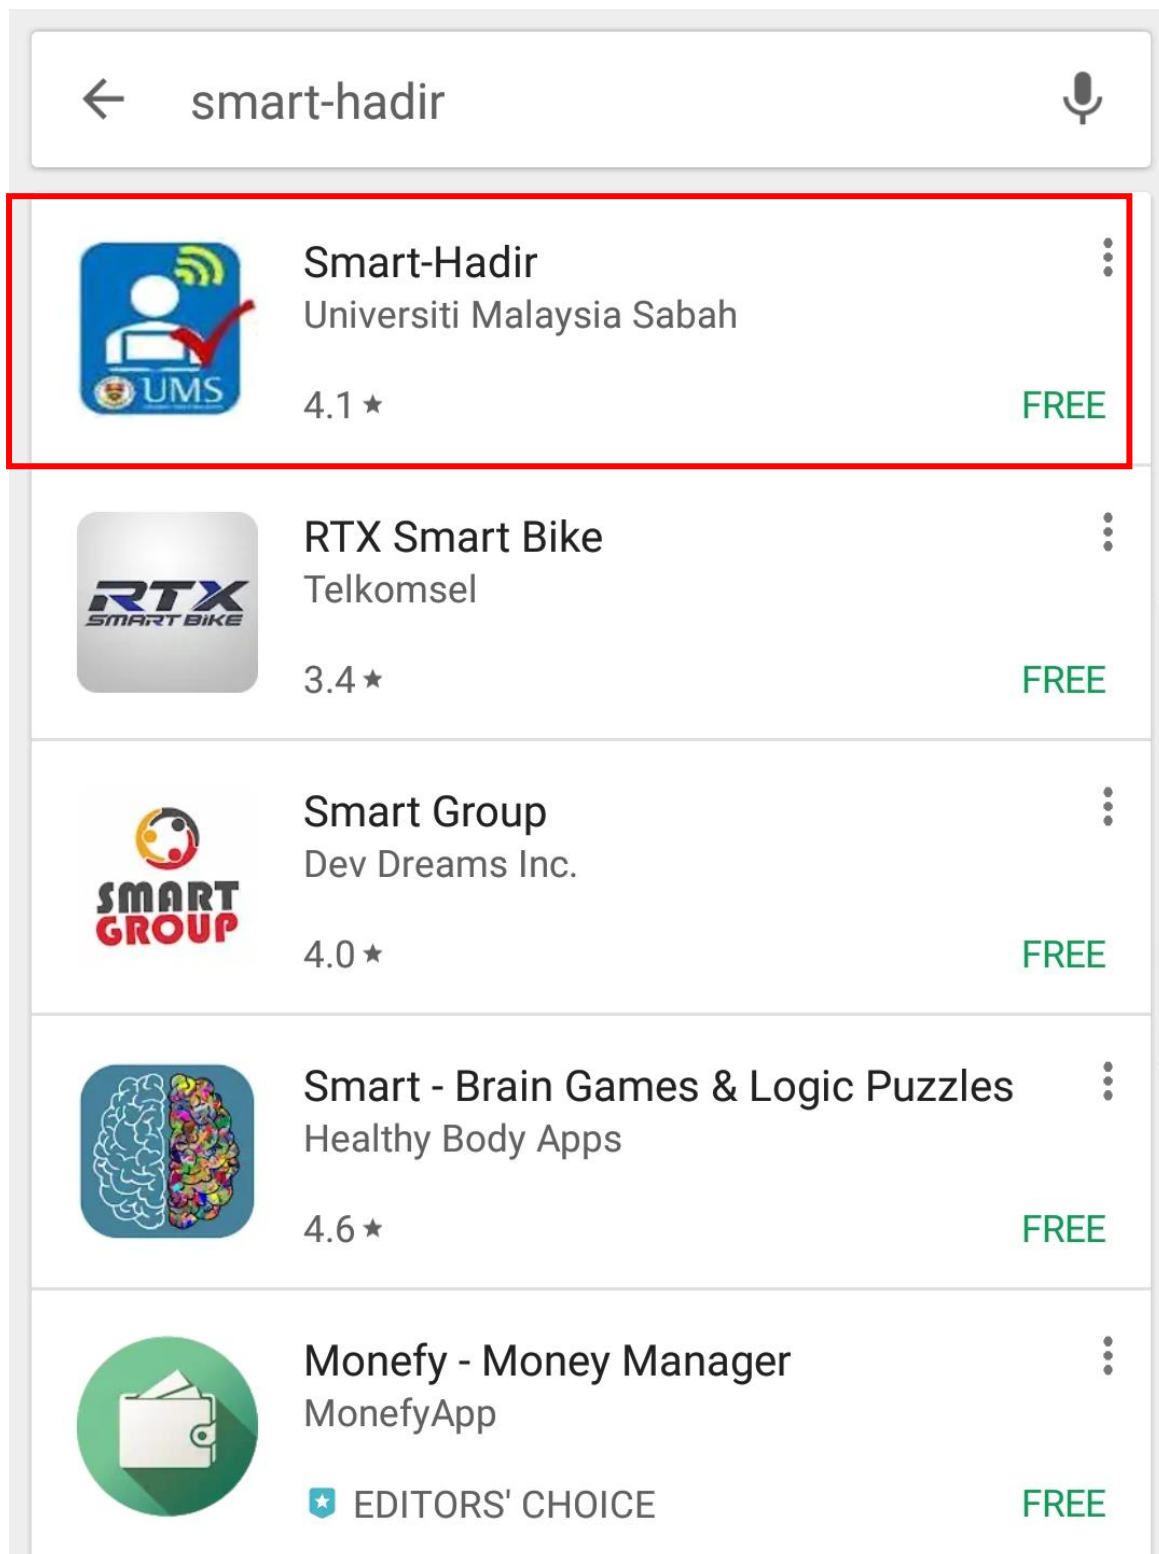 smart-hadir
Smart-Hadir
Universiti Malaysia Sabah
4.1 ★
FREE
UMS
RTX Smart Bike
Telkomsel
3.4 ★
FREE
RTX
SMART BIKE
Smart Group
Dev Dreams Inc.
4.0 ★
FREE
SMART
GROUP
Smart - Brain Games & Logic Puzzles
Healthy Body Apps
4.6 ★
FREE
Monefy - Money Manager
MonefyApp
EDITORS' CHOICE
FREE